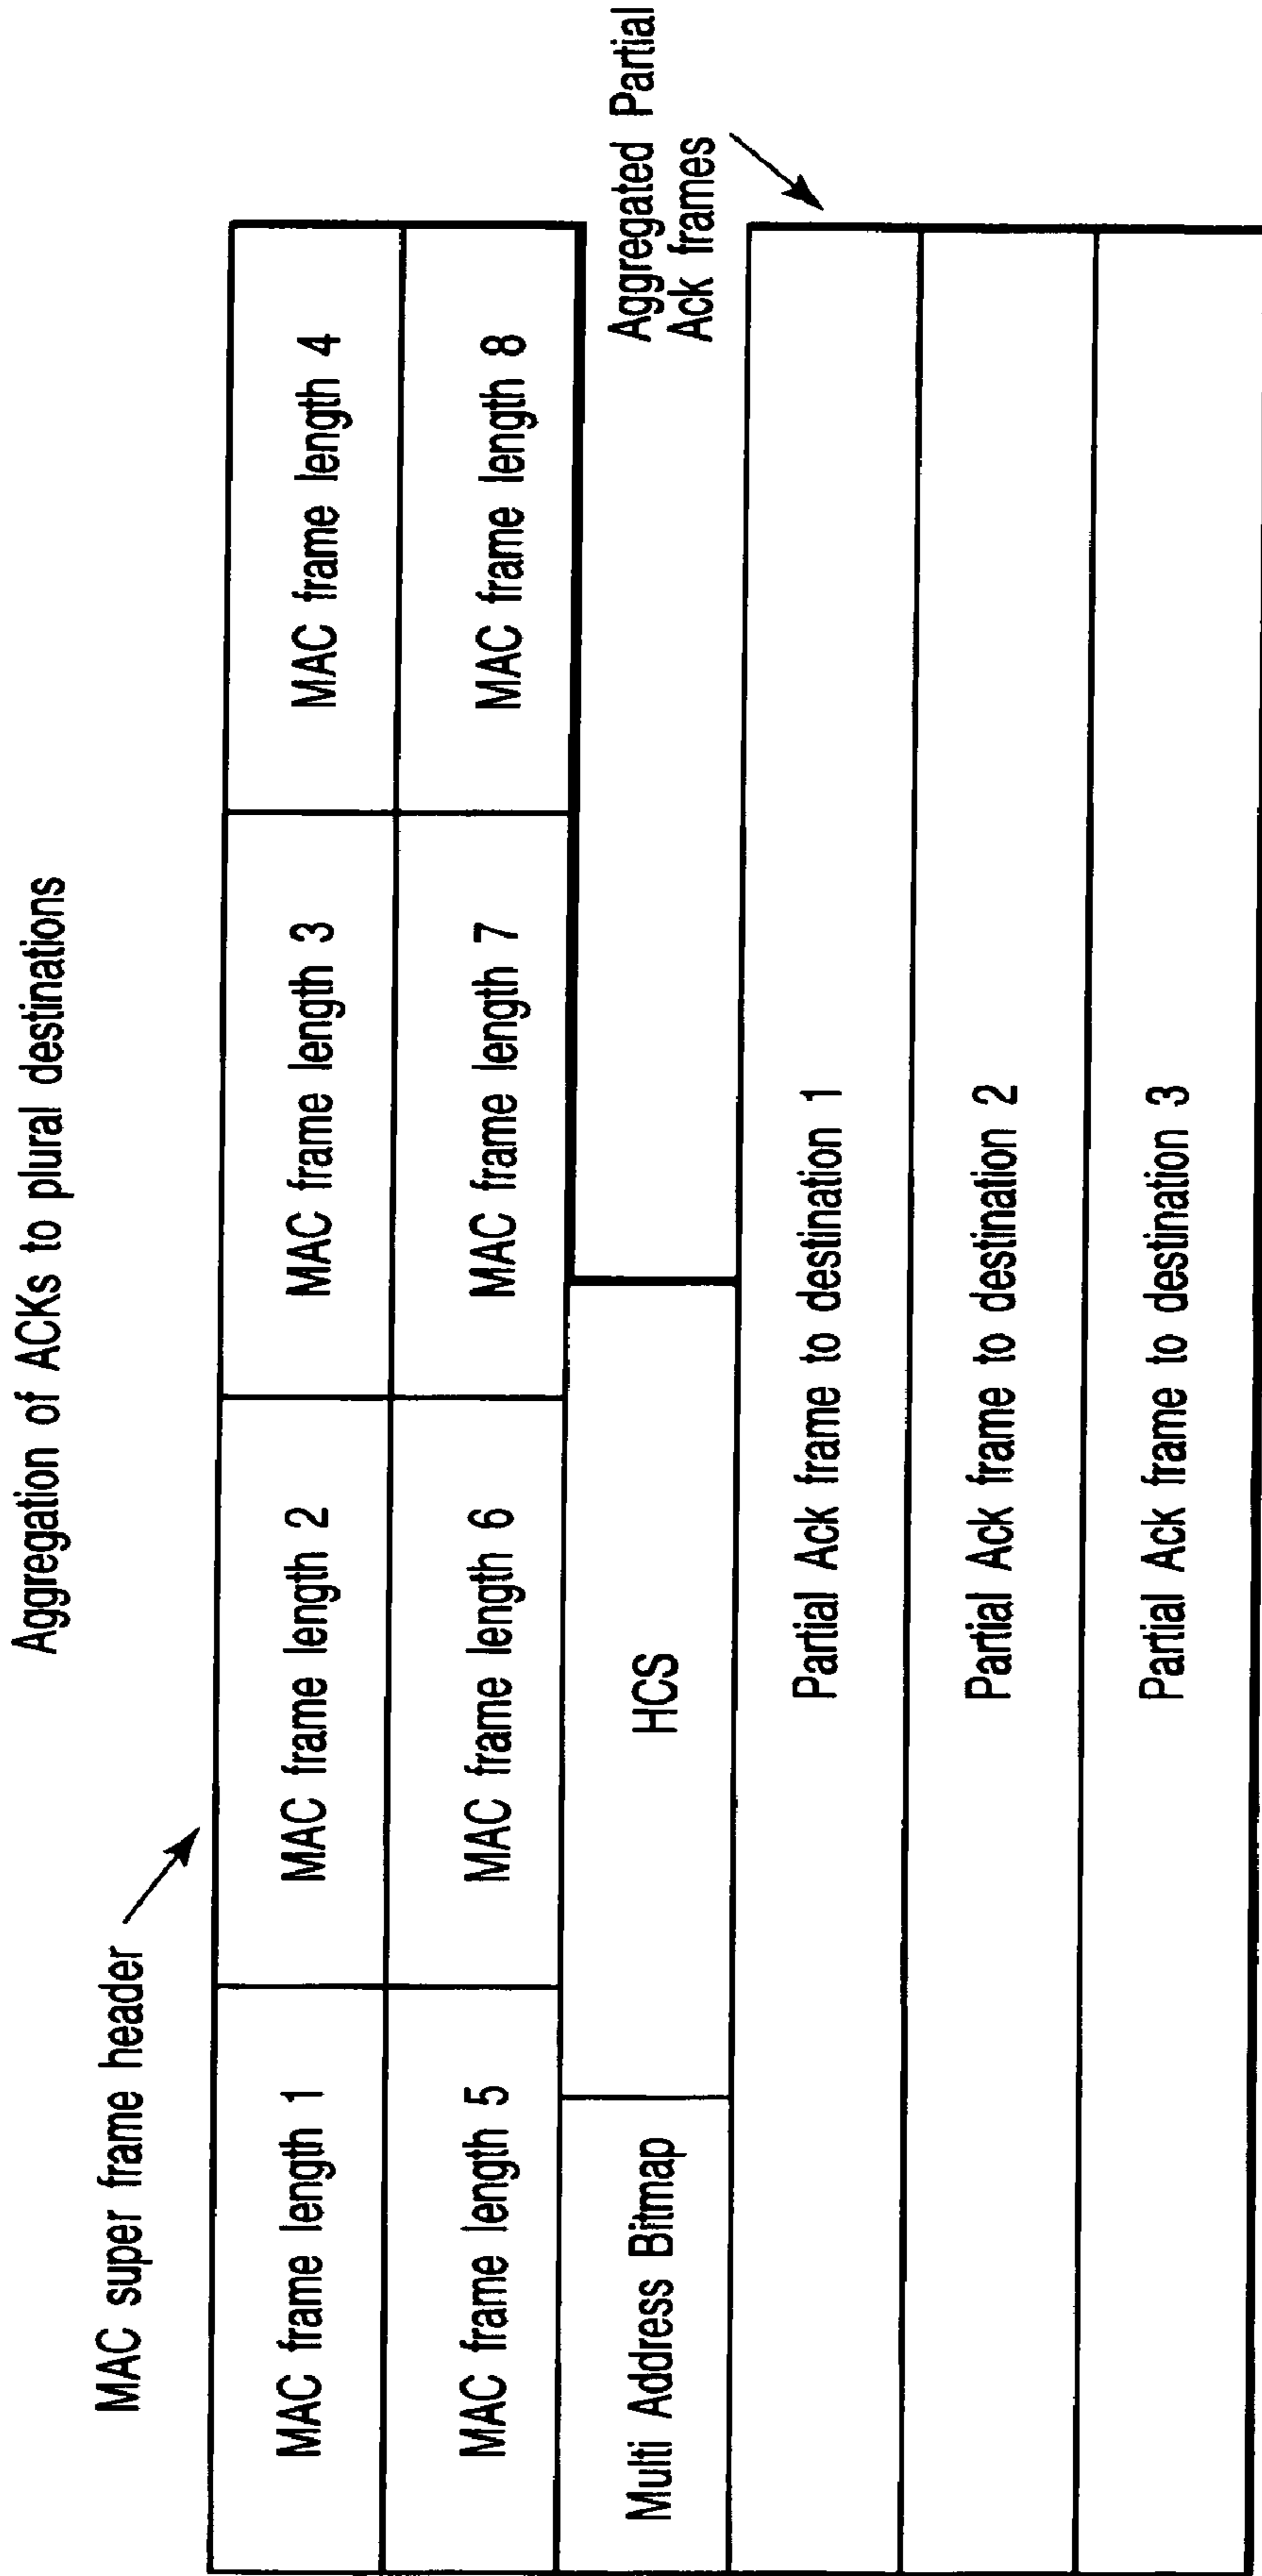 Aggregation of ACKs to plural destinations
MAC super frame header
MAC frame length 1
MAC frame length 2
MAC frame length 3
MAC frame length 4
MAC frame length 5
MAC frame length 6
MAC frame length 7
MAC frame length 8
Multi Address Bitmap
HCS
Aggregated Partial
Ack frames
Partial Ack frame to destination 1
Partial Ack frame to destination 2
Partial Ack frame to destination 3